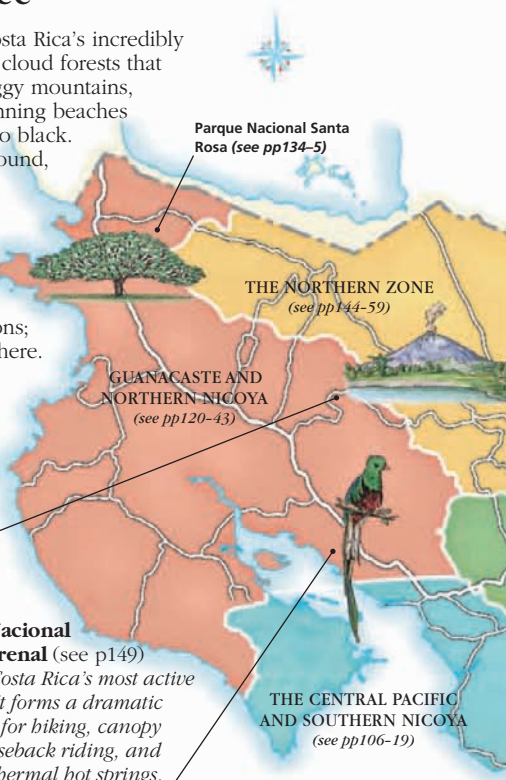 osta Rica's incredibly
cloud forests that
ggy mountains,
nning beaches
o black.
ound,
Parque Nacional Santa
Rosa (see pp134–5)
THE NORTHERN ZONE
(see pp144-59)
ons;
here.
GUANACASTE AND
NORTHERN NICOYA
(see pp120-43)
Nacional
renal (see p149)
Costa Rica's most active
t forms a dramatic
for hiking, canopy
seback riding, and
hermal hot springs.
THE CENTRAL PACIFIC
AND SOUTHERN NICOYA
(see pp106-19)